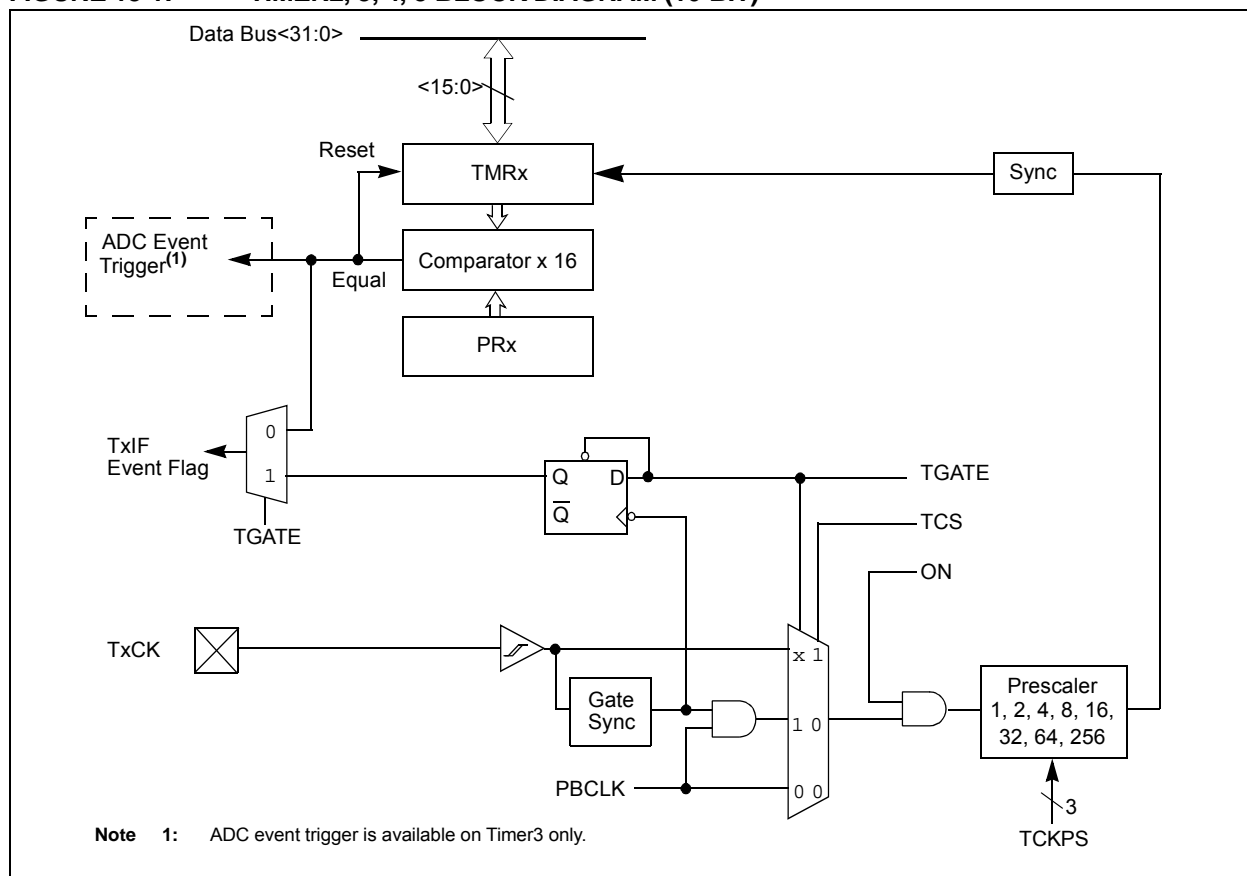 Data Bus<31:0>
<15:0>
Reset
TMRx
Sync
ADC Event
Trigger(1)
Equal
Comparator x 16
PRx
0
TxIF
Event Flag
1
Q
D
TGATE
Q
TGATE
TCS
ON
TxCK
x 1
Gate
Sync
1 0
Prescaler
1, 2, 4, 8, 16,
32, 64, 256
PBCLK
0 0
3
TCKPS
Note 1: ADC event trigger is available on Timer3 only.